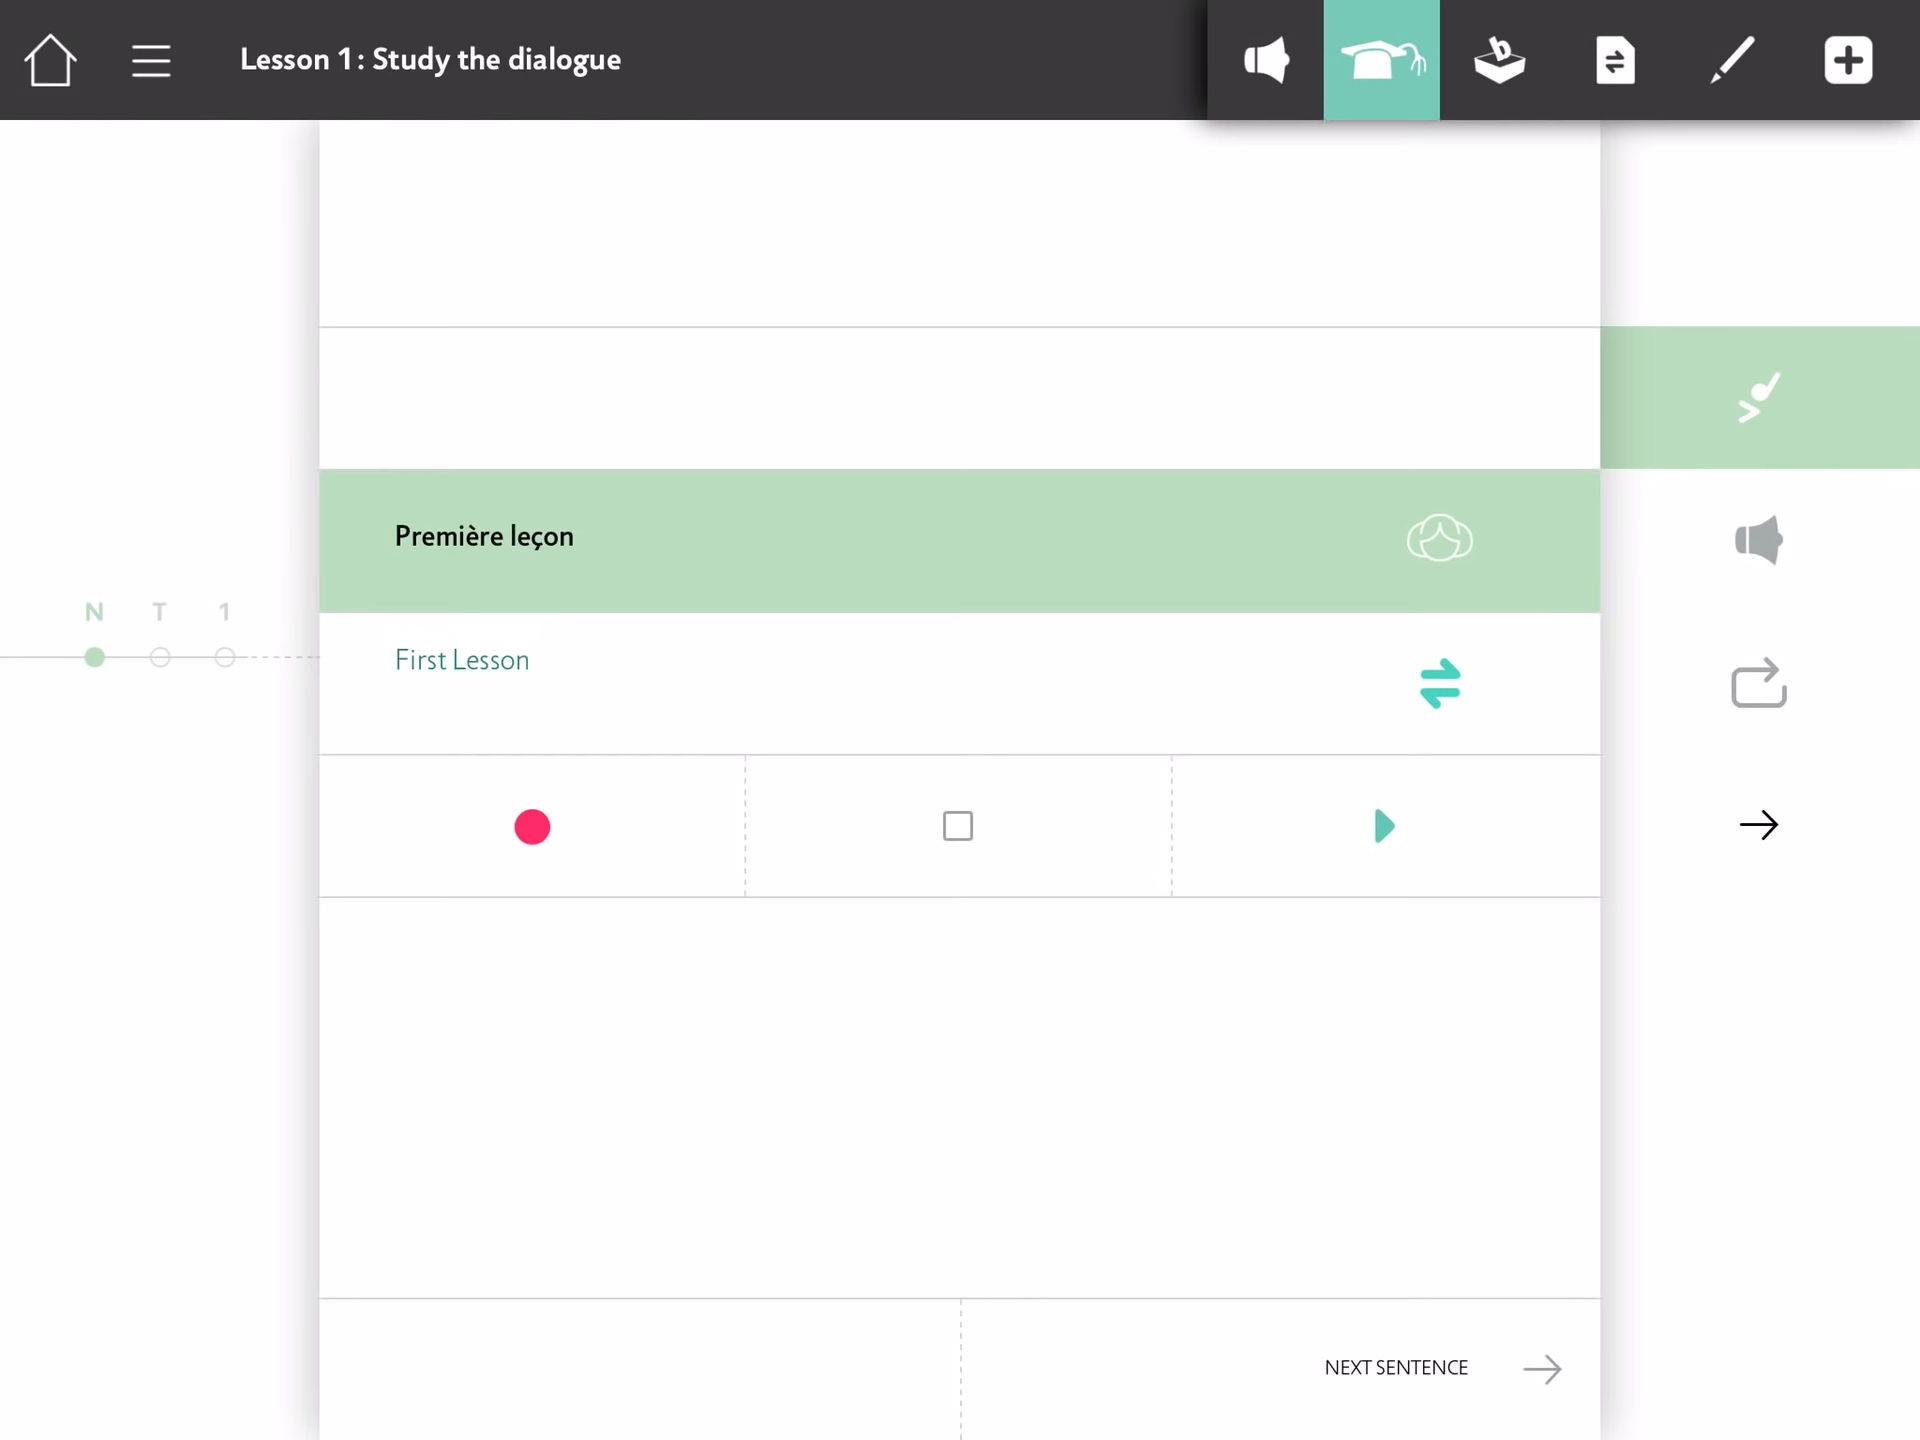 Lesson 1: Study the dialogue
Première leçon
N T 1
First Lesson
NEXT SENTENCE